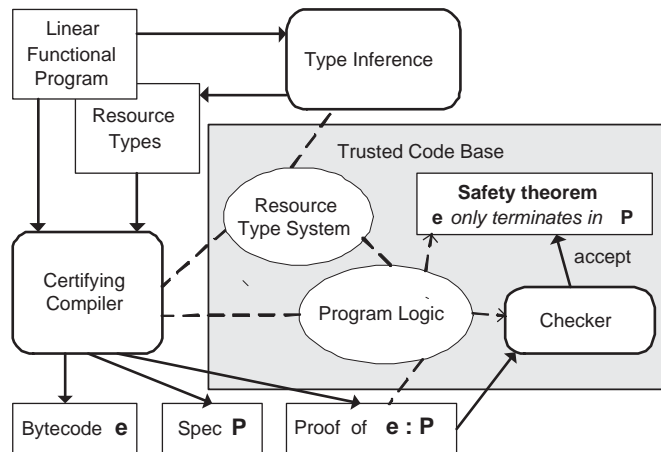 Linear
Functional
Program
Type Inference
Resource
Types
Trusted Code Base
Safety theorem
e only terminates in P
Resource
Type System
accept
Certifying
Compiler
Program Logic
Checker
Bytecode e
Spec P
Proof of e : P